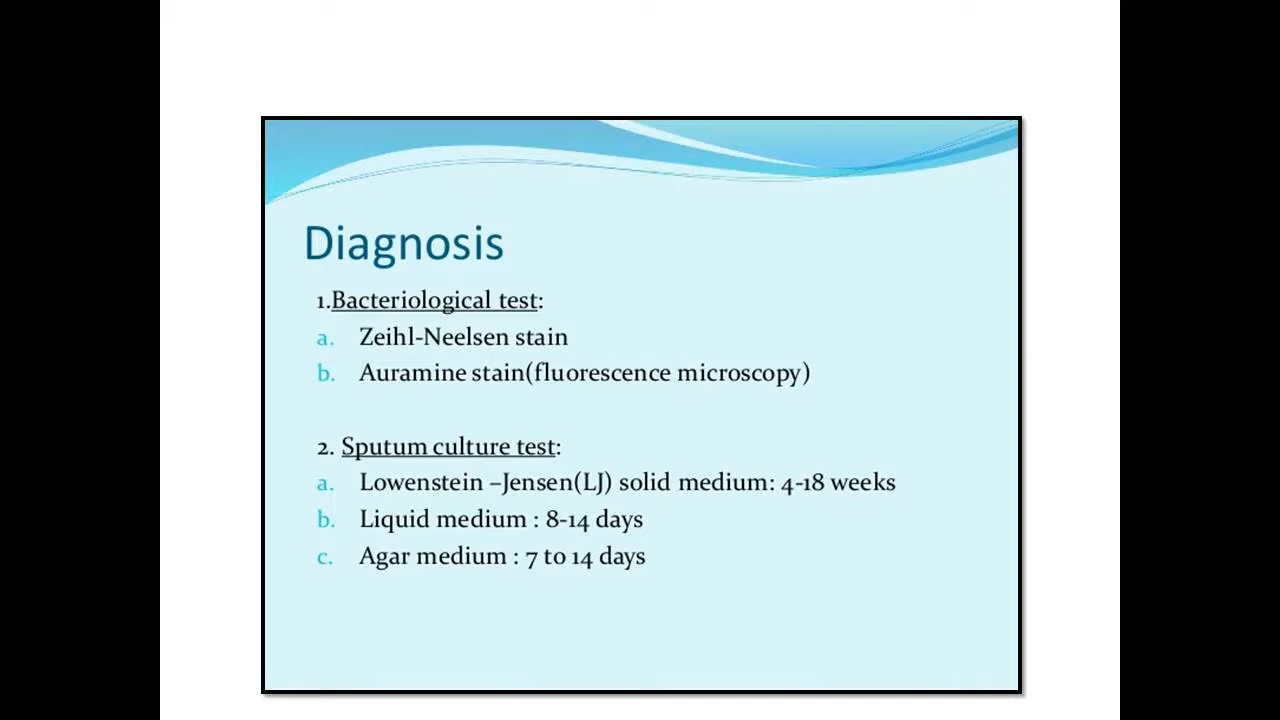 Diagnosis
1.Bacteriological test:
a. Zeihl-Neelsen stain
b. Auramine stain(fluorescence microscopy)
2. Sputum culture test:
a. Lowenstein –Jensen(LJ) solid medium: 4-18 weeks
b. Liquid medium : 8-14 days
c. Agar medium : 7 to 14 days